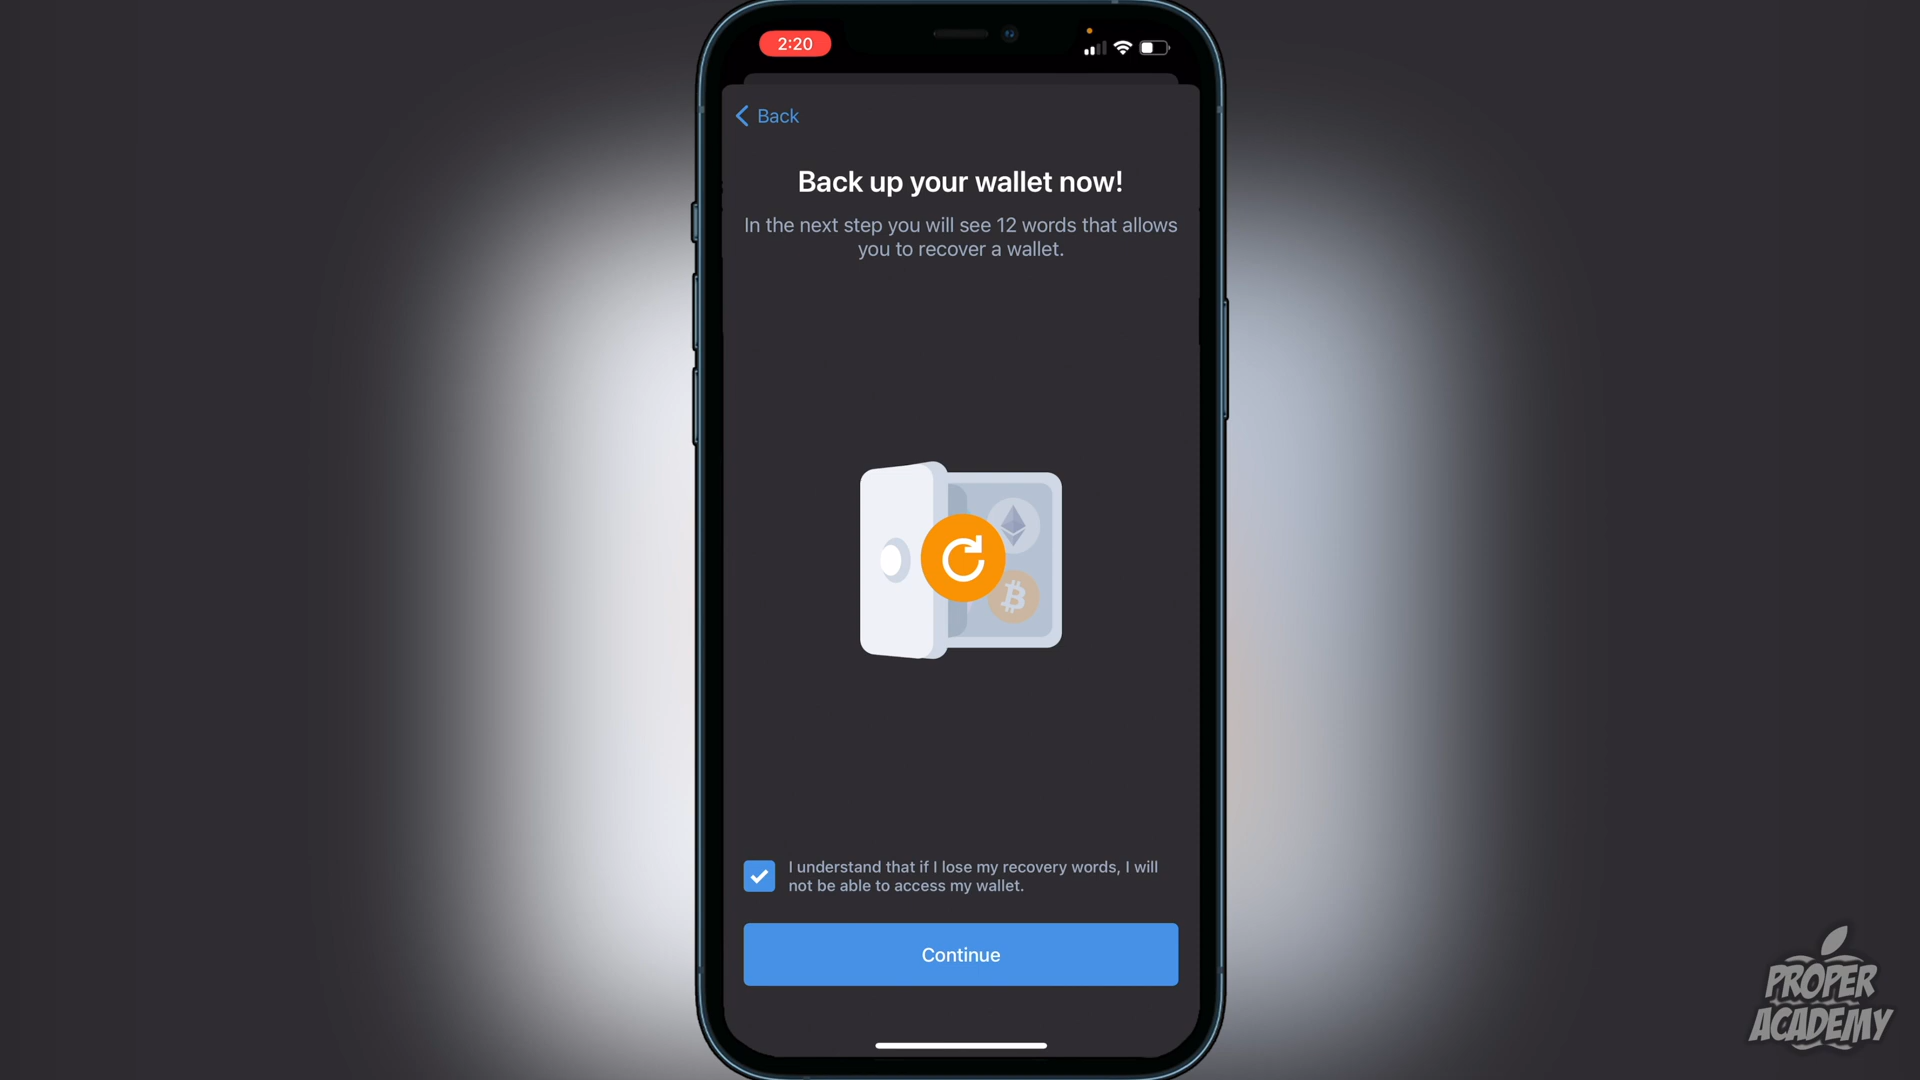 2:20
Back
Back up your wallet now!
In the next step you will see 12 words that allows
you to recover a wallet.
I understand that if I lose my recovery words, I will
not be able to access my wallet.
Continue
PROPER
ACADEMY